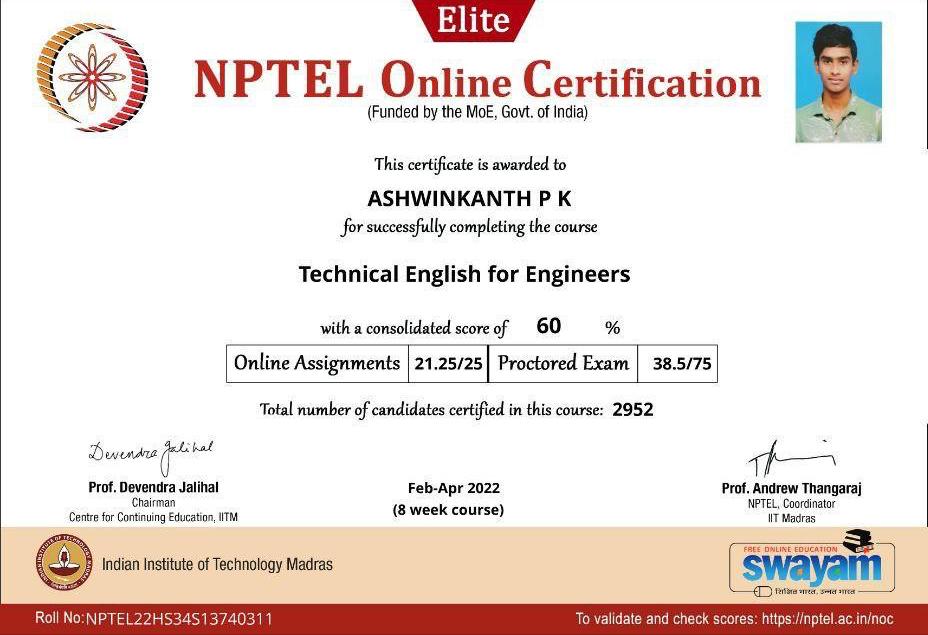 Elite
NPTEL Online Certification
(Funded by the MoE, Govt. of India)
This certificate is awarded to
ASHWINKANTH P K
for successfully completing the course
Technical English for Engineers
with a consolidated score of 60 %
Online Assignments 21.25/25 Proctored Exam 38.5/75
Total number of candidates certified in this course: 2952
Devendra Jalihal
Prof. Devendra Jalihal
Chairman
Centre for Continuing Education, IITM
Feb-Apr 2022
(8 week course)
Prof. Andrew Thangaraj
NPTEL, Coordinator
IIT Madras
Indian Institute of Technology Madras
FREE ONLINE EDUCATION
swayam
शिक्षित भारत, उन्नत भारत
Roll No: NPTEL22HS34S13740311
To validate and check scores: https://nptel.ac.in/noc